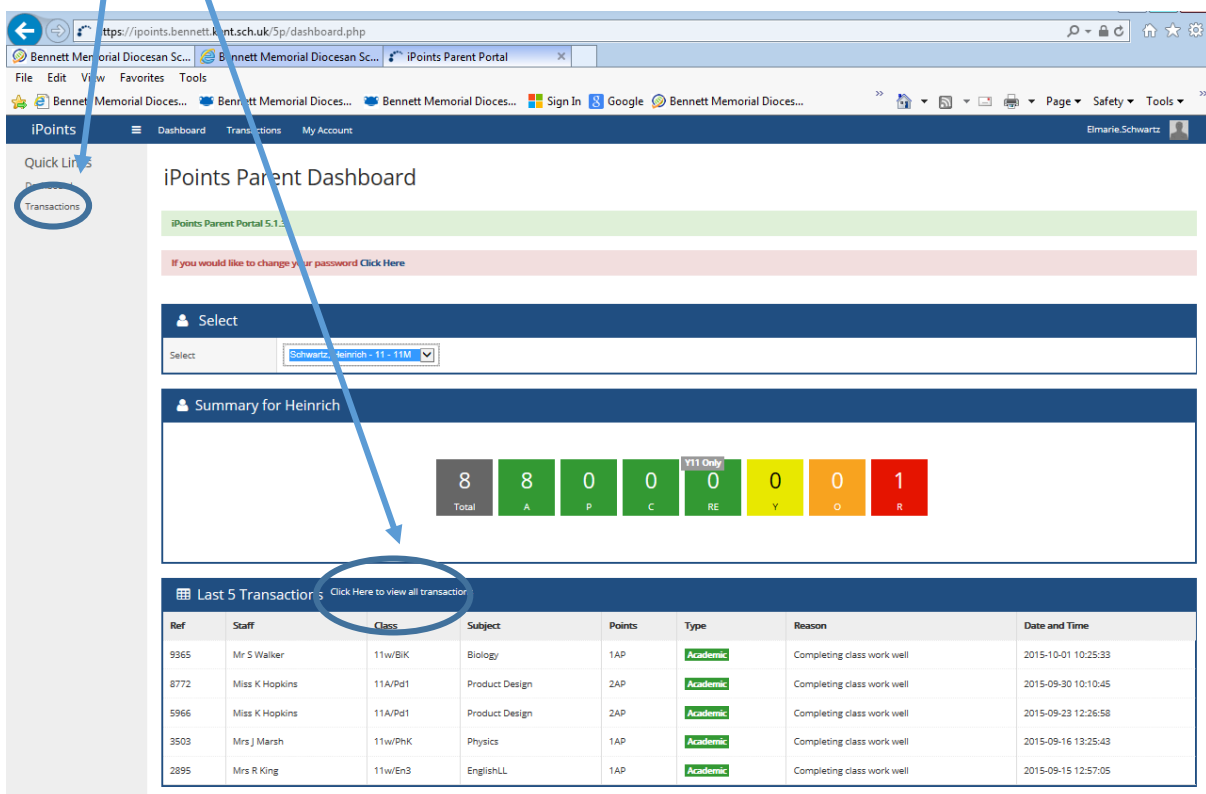 https://ipoints.bennett.kent.sch.uk/5p/dashboard.php
Bennett Memorial Diocesan Sc... Bennett Memorial Diocesan Sc... iPoints Parent Portal
File Edit View Favorites Tools
Bennett Memorial Dioces... Bennett Memorial Dioces... Bennett Memorial Dioces... Sign In Google Bennett Memorial Dioces... Page Safety Tools
iPoints Dashboard Transactions My Account Elmarie.Schwartz
Quick Links
Dashboard
Transactions
iPoints Parent Dashboard
iPoints Parent Portal 5.1.3
If you would like to change your password Click Here
Select
Select Schwartz, Heinrich - 11 - 11M
Summary for Heinrich
Y11 Only
8 8 0 0 0 0 0 1
Total A P C RE Y O R
Last 5 Transactions Click Here to view all transaction
Ref Staff Class Subject Points Type Reason Date and Time
9365 Mr S Walker 11w/BiK Biology 1AP Academic Completing class work well 2015-10-01 10:25:33
8772 Miss K Hopkins 11A/Pd1 Product Design 2AP Academic Completing class work well 2015-09-30 10:10:45
5966 Miss K Hopkins 11A/Pd1 Product Design 2AP Academic Completing class work well 2015-09-23 12:26:58
3503 Mrs J Marsh 11w/PhK Physics 1AP Academic Completing class work well 2015-09-16 13:25:43
2895 Mrs R King 11w/En3 EnglishLL 1AP Academic Completing class work well 2015-09-15 12:57:05